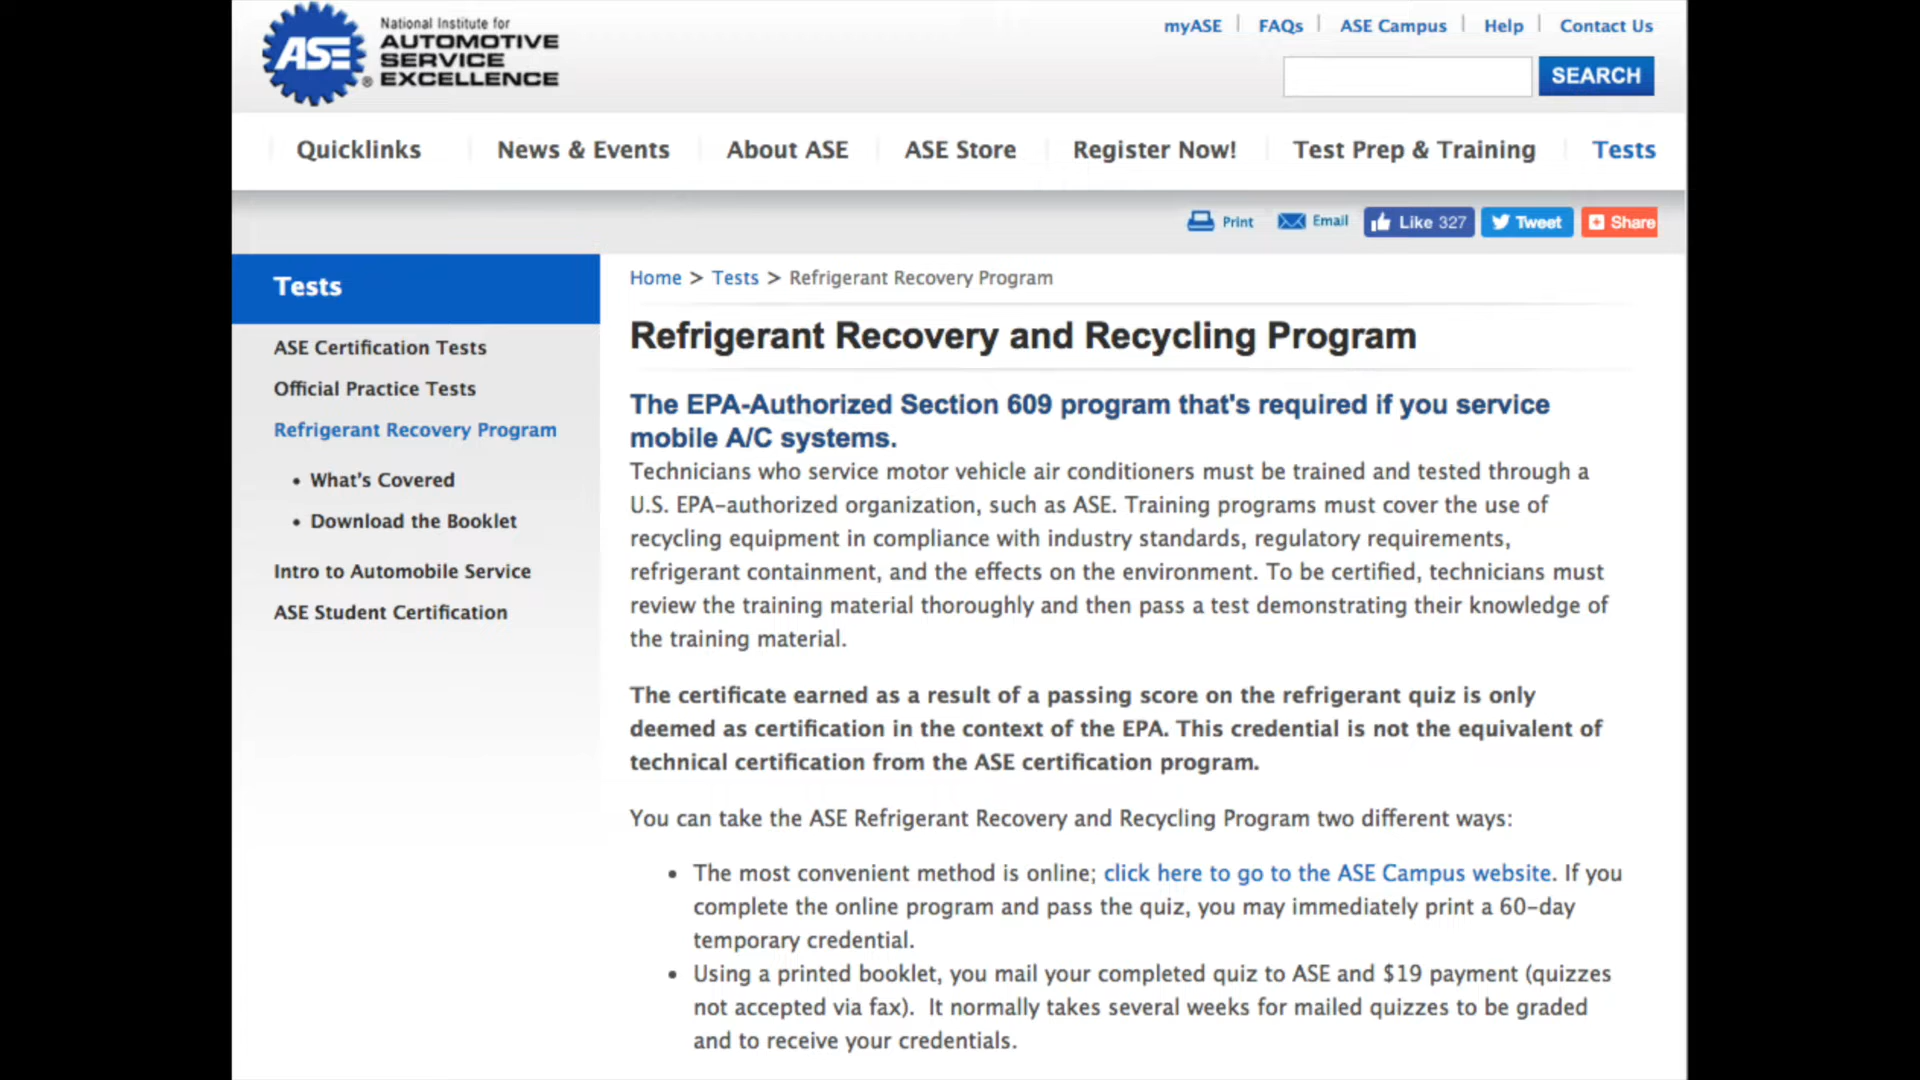 National Institute for
AUTOMOTIVE
SERVICE
EXCELLENCE
ASE
®
myASE
FAQs
ASE Campus
Help
Contact Us
SEARCH
Quicklinks
News & Events
About ASE
ASE Store
Register Now!
Test Prep & Training
Tests
Print
Email
Like 327
Tweet
Share
Tests
ASE Certification Tests
Official Practice Tests
Refrigerant Recovery Program
• What's Covered
• Download the Booklet
Intro to Automobile Service
ASE Student Certification
Home > Tests > Refrigerant Recovery Program
Refrigerant Recovery and Recycling Program
The EPA-Authorized Section 609 program that's required if you service
mobile A/C systems.
Technicians who service motor vehicle air conditioners must be trained and tested through a
U.S. EPA-authorized organization, such as ASE. Training programs must cover the use of
recycling equipment in compliance with industry standards, regulatory requirements,
refrigerant containment, and the effects on the environment. To be certified, technicians must
review the training material thoroughly and then pass a test demonstrating their knowledge of
the training material.
The certificate earned as a result of a passing score on the refrigerant quiz is only
deemed as certification in the context of the EPA. This credential is not the equivalent of
technical certification from the ASE certification program.
You can take the ASE Refrigerant Recovery and Recycling Program two different ways:
• The most convenient method is online; click here to go to the ASE Campus website. If you
complete the online program and pass the quiz, you may immediately print a 60-day
temporary credential.
• Using a printed booklet, you mail your completed quiz to ASE and $19 payment (quizzes
not accepted via fax).  It normally takes several weeks for mailed quizzes to be graded
and to receive your credentials.